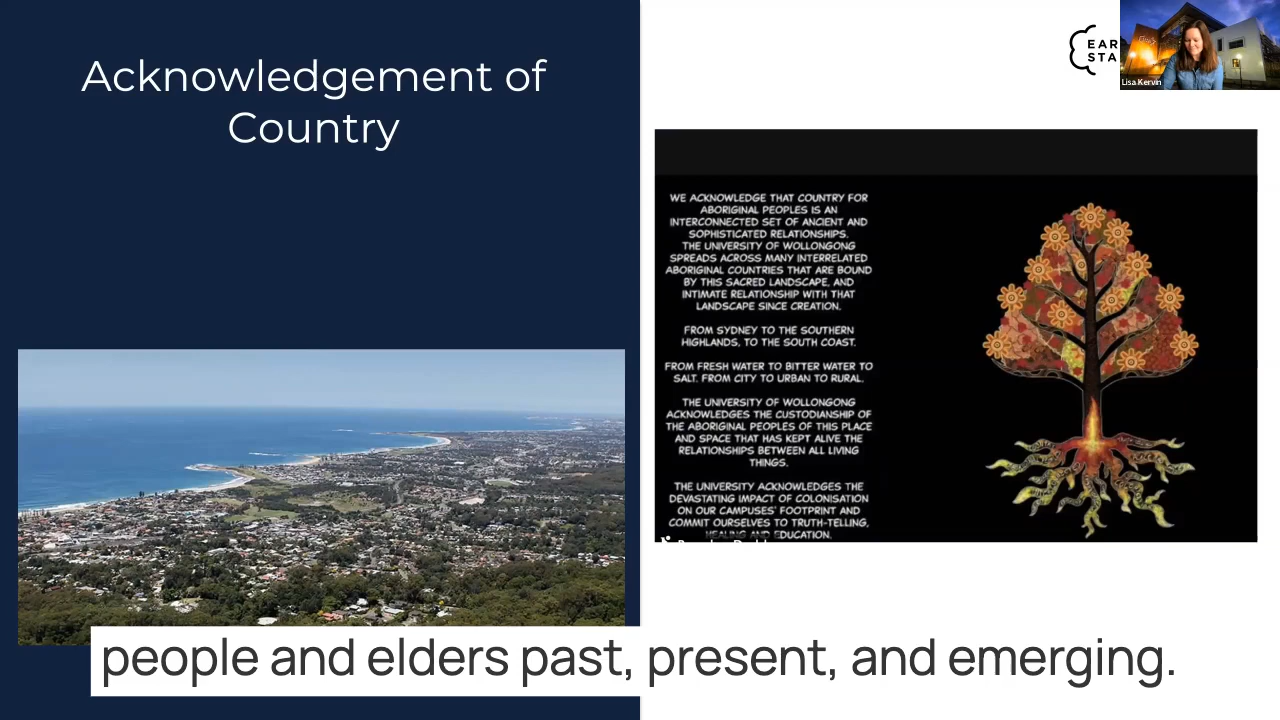 Acknowledgement of
Country
EAR
STA
Lisa Kervin
WE ACKNOWLEDGE THAT COUNTRY FOR
ABORIGINAL PEOPLES IS AN
INTERCONNECTED SET OF ANCIENT AND
SOPHISTICATED RELATIONSHIPS.
THE UNIVERSITY OF WOLLONGONG
SPREADS ACROSS MANY INTERRELATED
ABORIGINAL COUNTRIES THAT ARE BOUND
BY THIS SACRED LANDSCAPE, AND
INTIMATE RELATIONSHIP WITH THAT
LANDSCAPE SINCE CREATION.
FROM SYDNEY TO THE SOUTHERN
HIGHLANDS, TO THE SOUTH COAST.
FROM FRESH WATER TO BITTER WATER TO
SALT. FROM CITY TO URBAN TO RURAL.
THE UNIVERSITY OF WOLLONGONG
ACKNOWLEDGES THE CUSTODIANSHIP OF
THE ABORIGINAL PEOPLES OF THIS PLACE
AND SPACE THAT HAS KEPT ALIVE THE
RELATIONSHIPS BETWEEN ALL LIVING
THINGS.
THE UNIVERSITY ACKNOWLEDGES THE
DEVASTATING IMPACT OF COLONISATION
ON OUR CAMPUSES' FOOTPRINT AND
COMMIT OURSELVES TO TRUTH-TELLING,
HEALING AND EDUCATION.
people and elders past, present, and emerging.